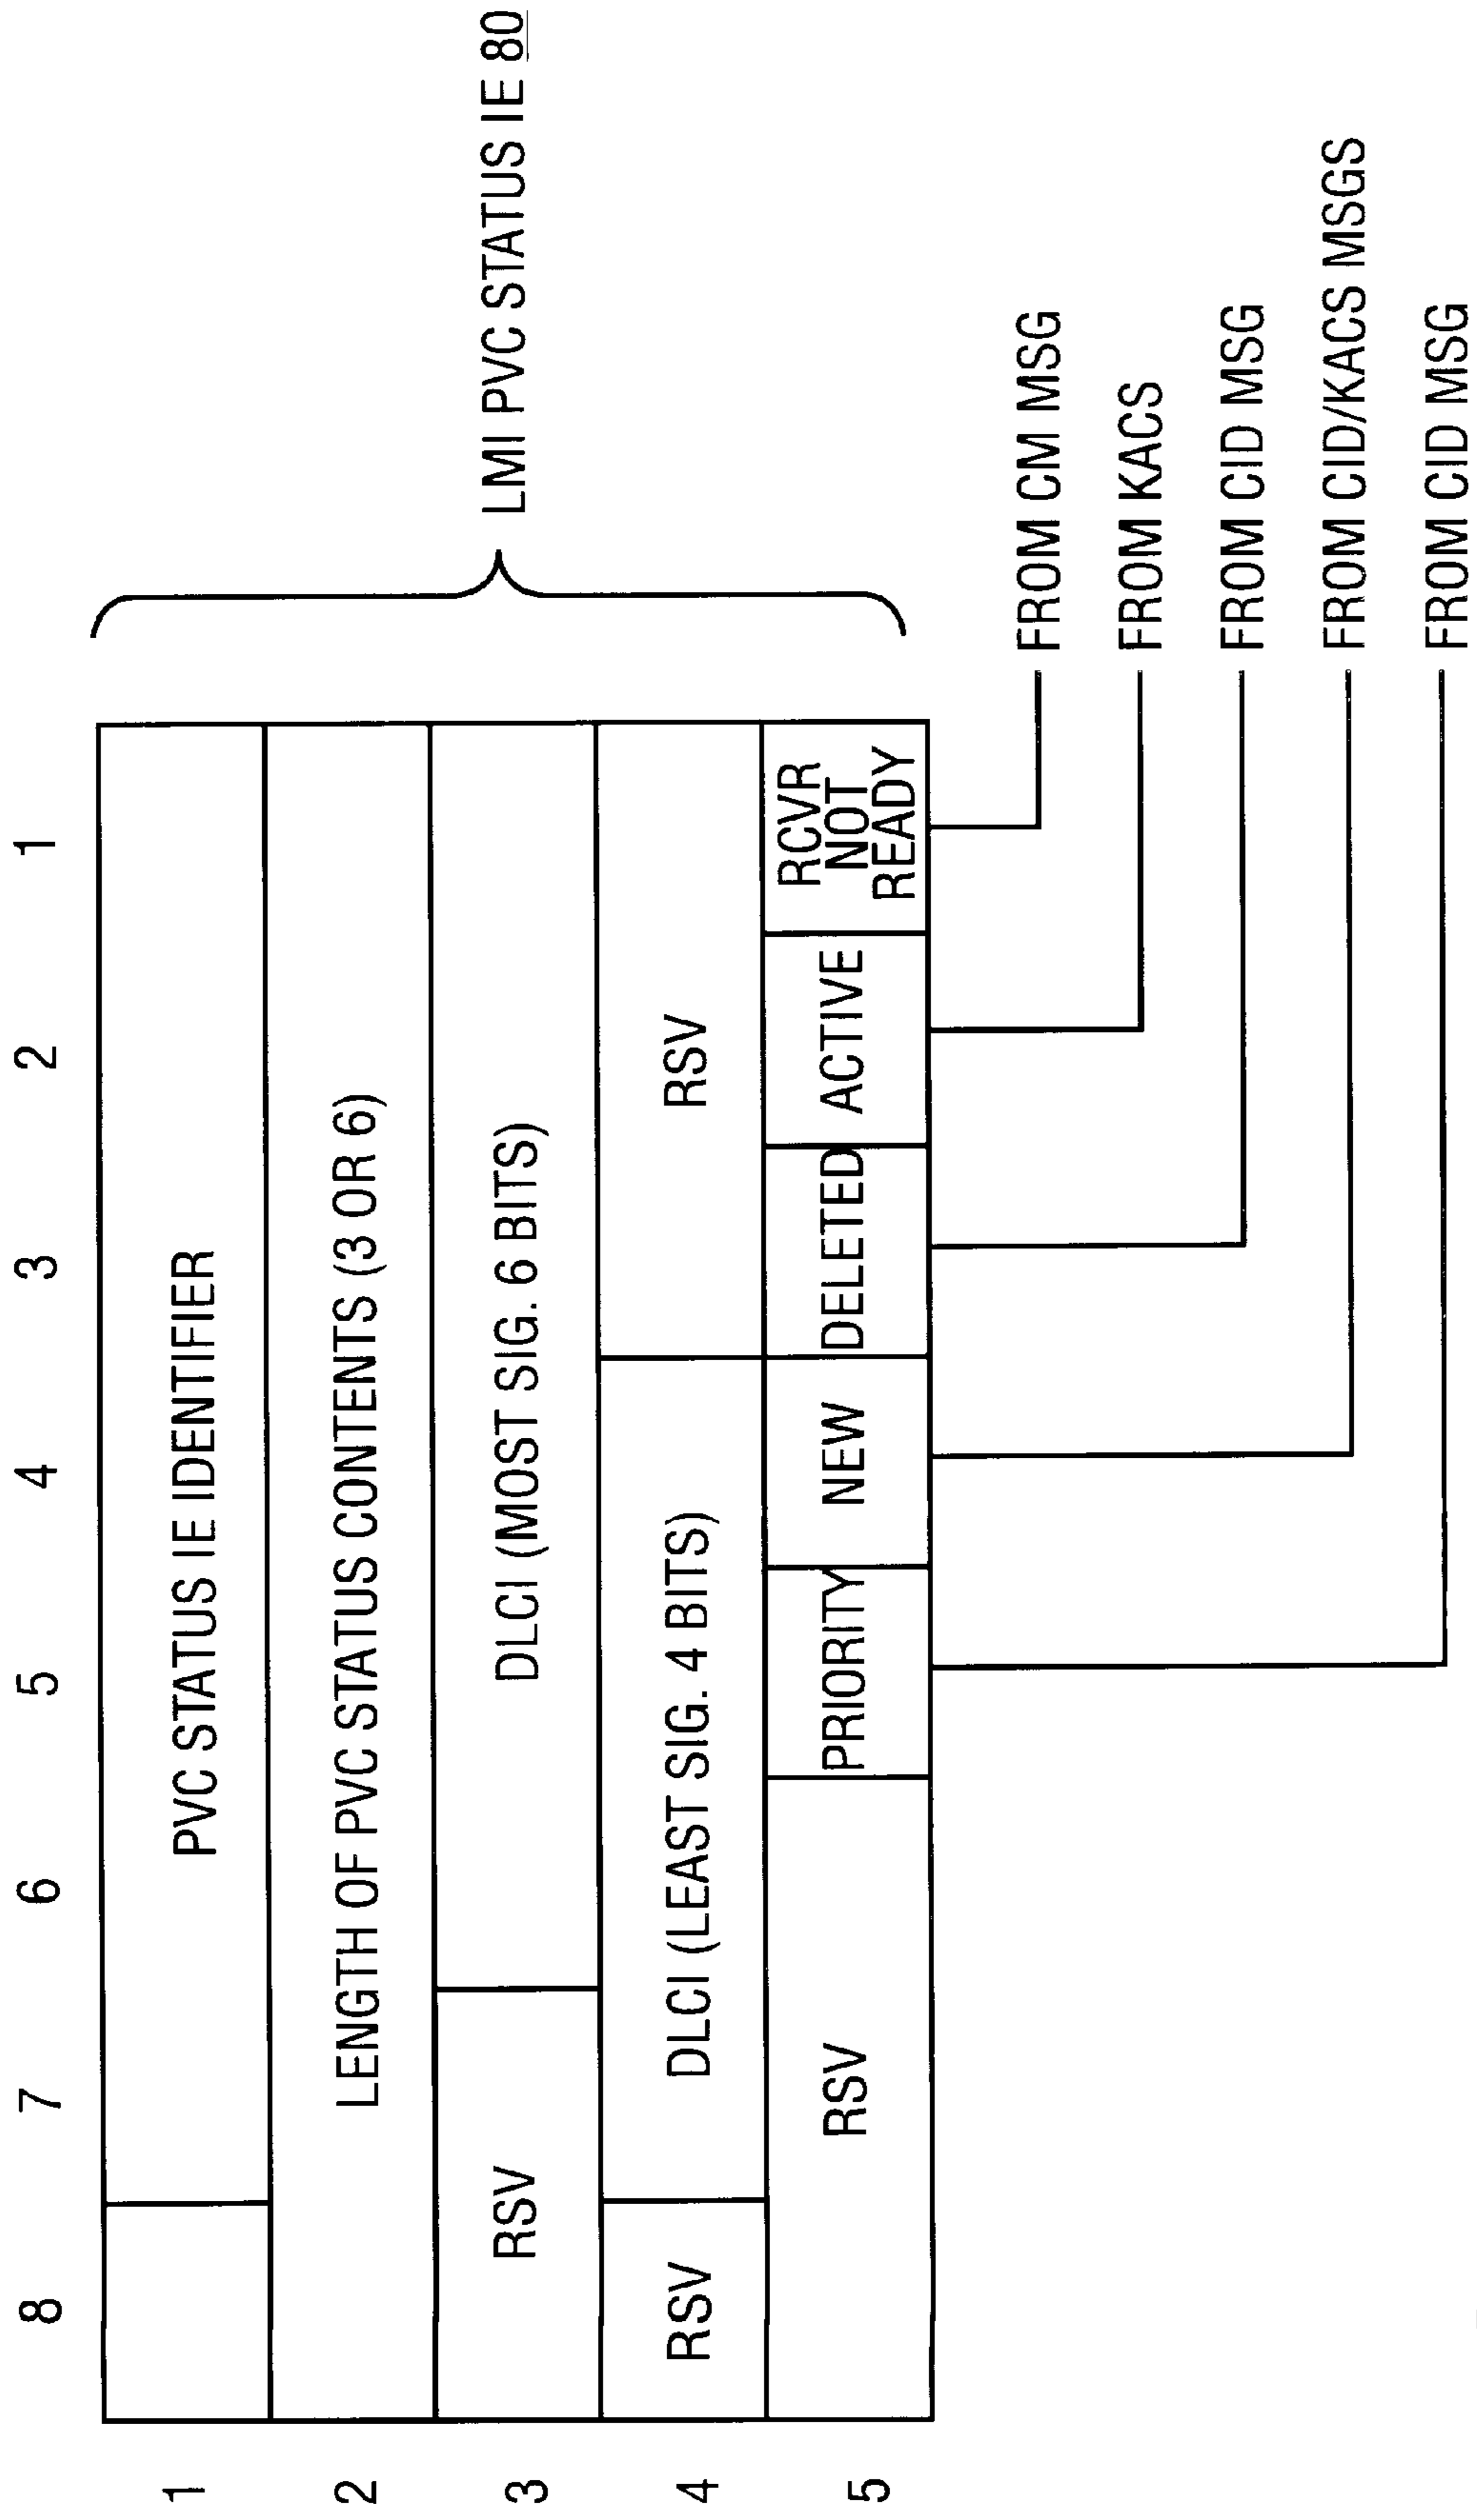 8 7 6 5 4 3 2 1
1 PVC STATUS IE IDENTIFIER
2 LENGTH OF PVC STATUS CONTENTS (3 OR 6)
3 RSV DLCI (MOST SIG. 6 BITS)
4 RSV DLCI (LEAST SIG. 4 BITS) RSV
5 RSV PRIORITY NEW DELETED ACTIVE RCVR
NOT
READY
LMI PVC STATUS IE 80
FROM CM MSG
FROM KACS
FROM CID MSG
FROM CID/KACS MSGS
FROM CID MSG